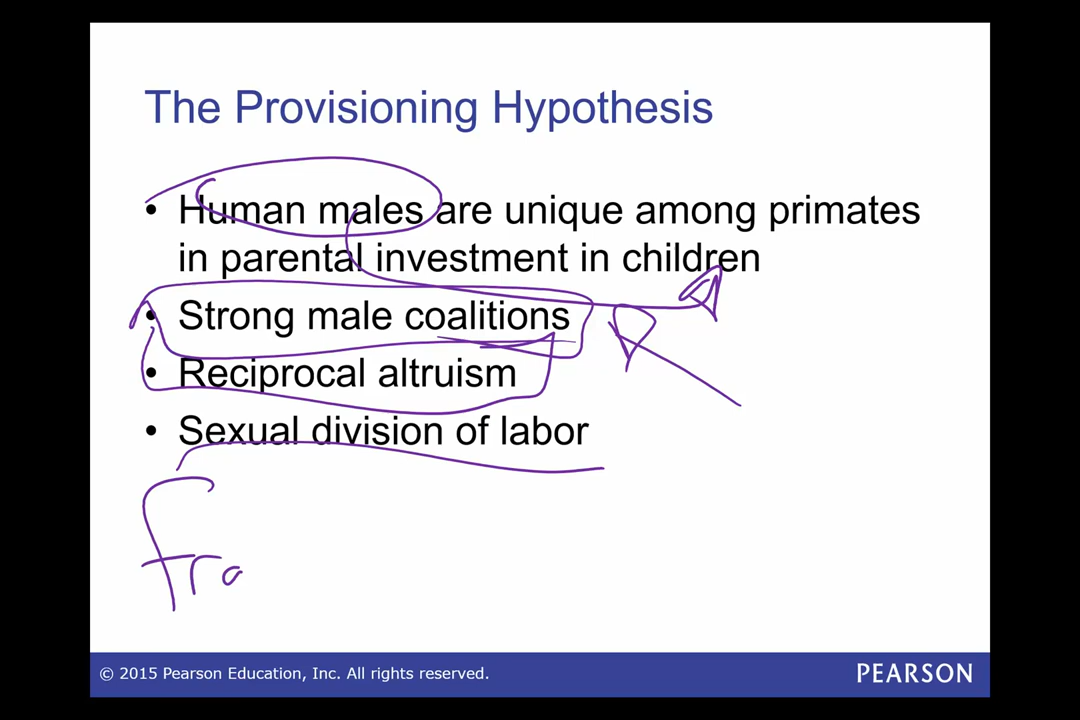 The Provisioning Hypothesis
• Human males are unique among primates
in parental investment in children
• Strong male coalitions
• Reciprocal altruism
• Sexual division of labor
fro
© 2015 Pearson Education, Inc. All rights reserved.
PEARSON